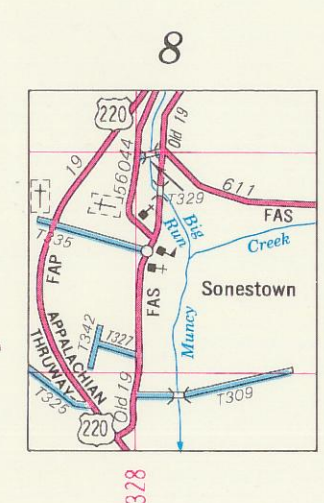 8
220
19
56044
Old 19
T329
611
FAS
T335
Big
Run
Creek
FAP
FAS
Sonestown
APPALACHIAN
THRUWAY
T342
T327
Muncy
T325
Old 19
T309
220
328